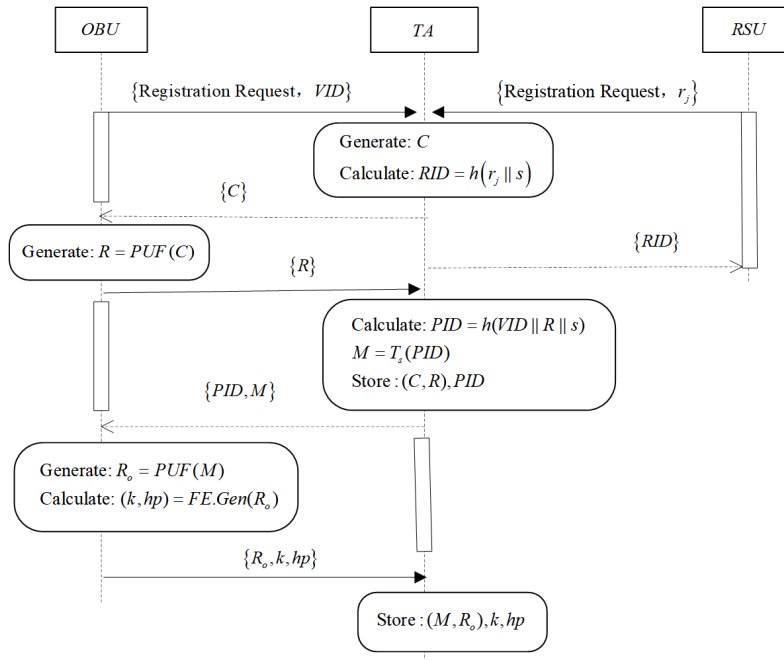 OBU
TA
RSU
{Registration Request，VID}
{Registration Request, r_j}
Generate: C
Calculate: RID = h(r_j || s)
{C}
Generate: R = PUF(C)
{RID}
{R}
Calculate: PID = h(VID || R || s)
M = T_s(PID)
Store : (C, R), PID
{PID, M}
Generate: R_o = PUF(M)
Calculate: (k, hp) = FE.Gen(R_o)
{R_o, k, hp}
Store : (M, R_o), k, hp